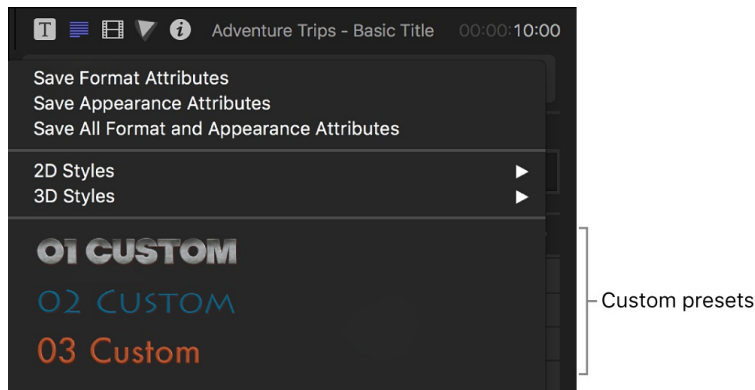 T i Adventure Trips - Basic Title 00:00:10:00
Save Format Attributes
Save Appearance Attributes
Save All Format and Appearance Attributes
2D Styles
3D Styles
01 CUSTOM
02 CUSTOM
03 Custom
Custom presets